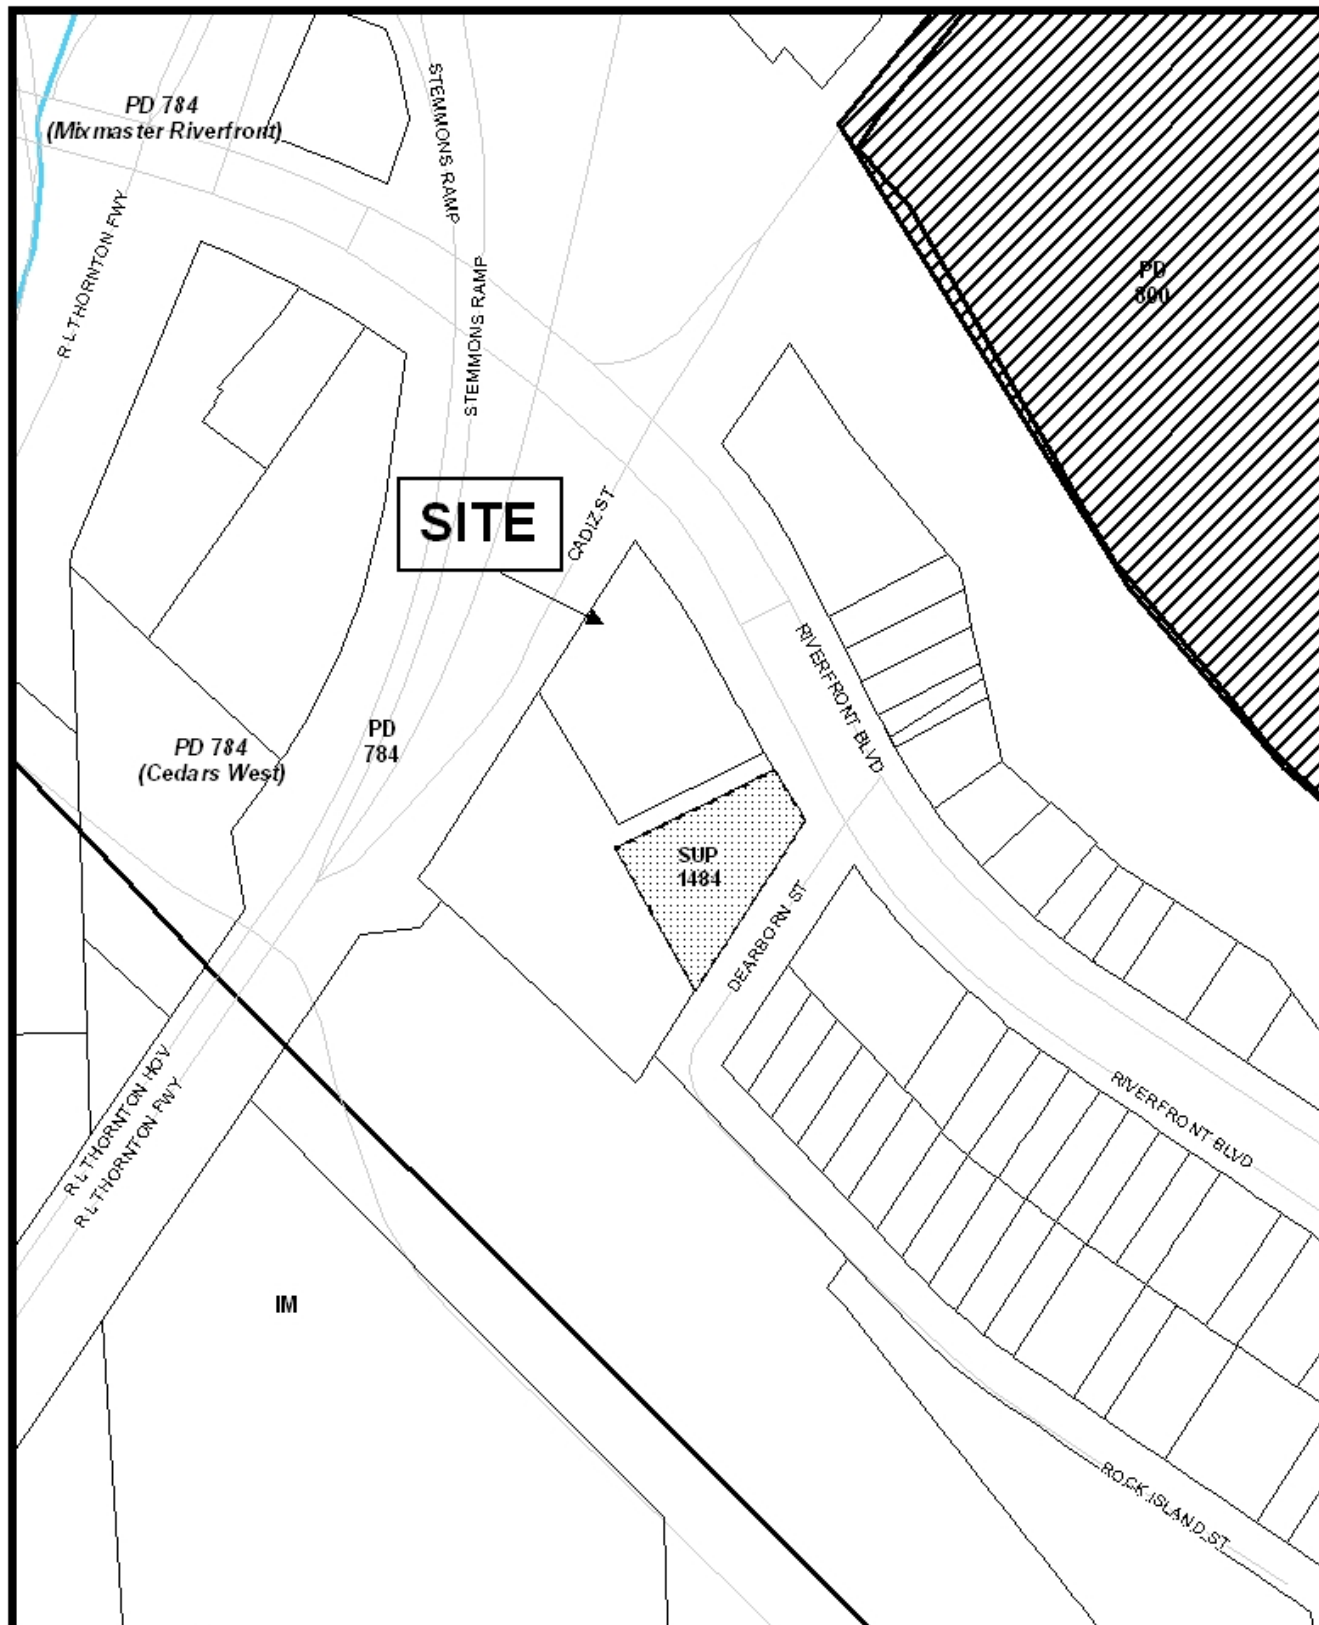 PD 784
(Mixmaster Riverfront)
STEMMONS RAMP
R L THORNTON FWY
STEMMONS RAMP
PD
800
SITE
CADIZ ST
RIVERFRONT BLVD
PD
784
PD 784
(Cedars West)
SUP
1484
DEARBORN ST
R L THORNTON HOV
R L THORNTON FWY
RIVERFRONT BLVD
IM
ROCK ISLAND ST